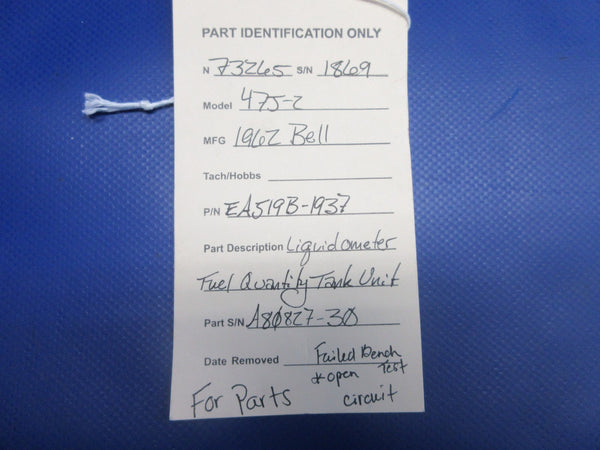 PART IDENTIFICATION ONLY
N 73265 S/N 1869
Model 47J-2
MFG 1962 Bell
Tach/Hobbs
P/N EA519B-1937
Part Description Liquidometer
Fuel Quantity Tank Unit
Part S/N A80827-30
Date Removed Failed Bench Test
*open circuit
For Parts